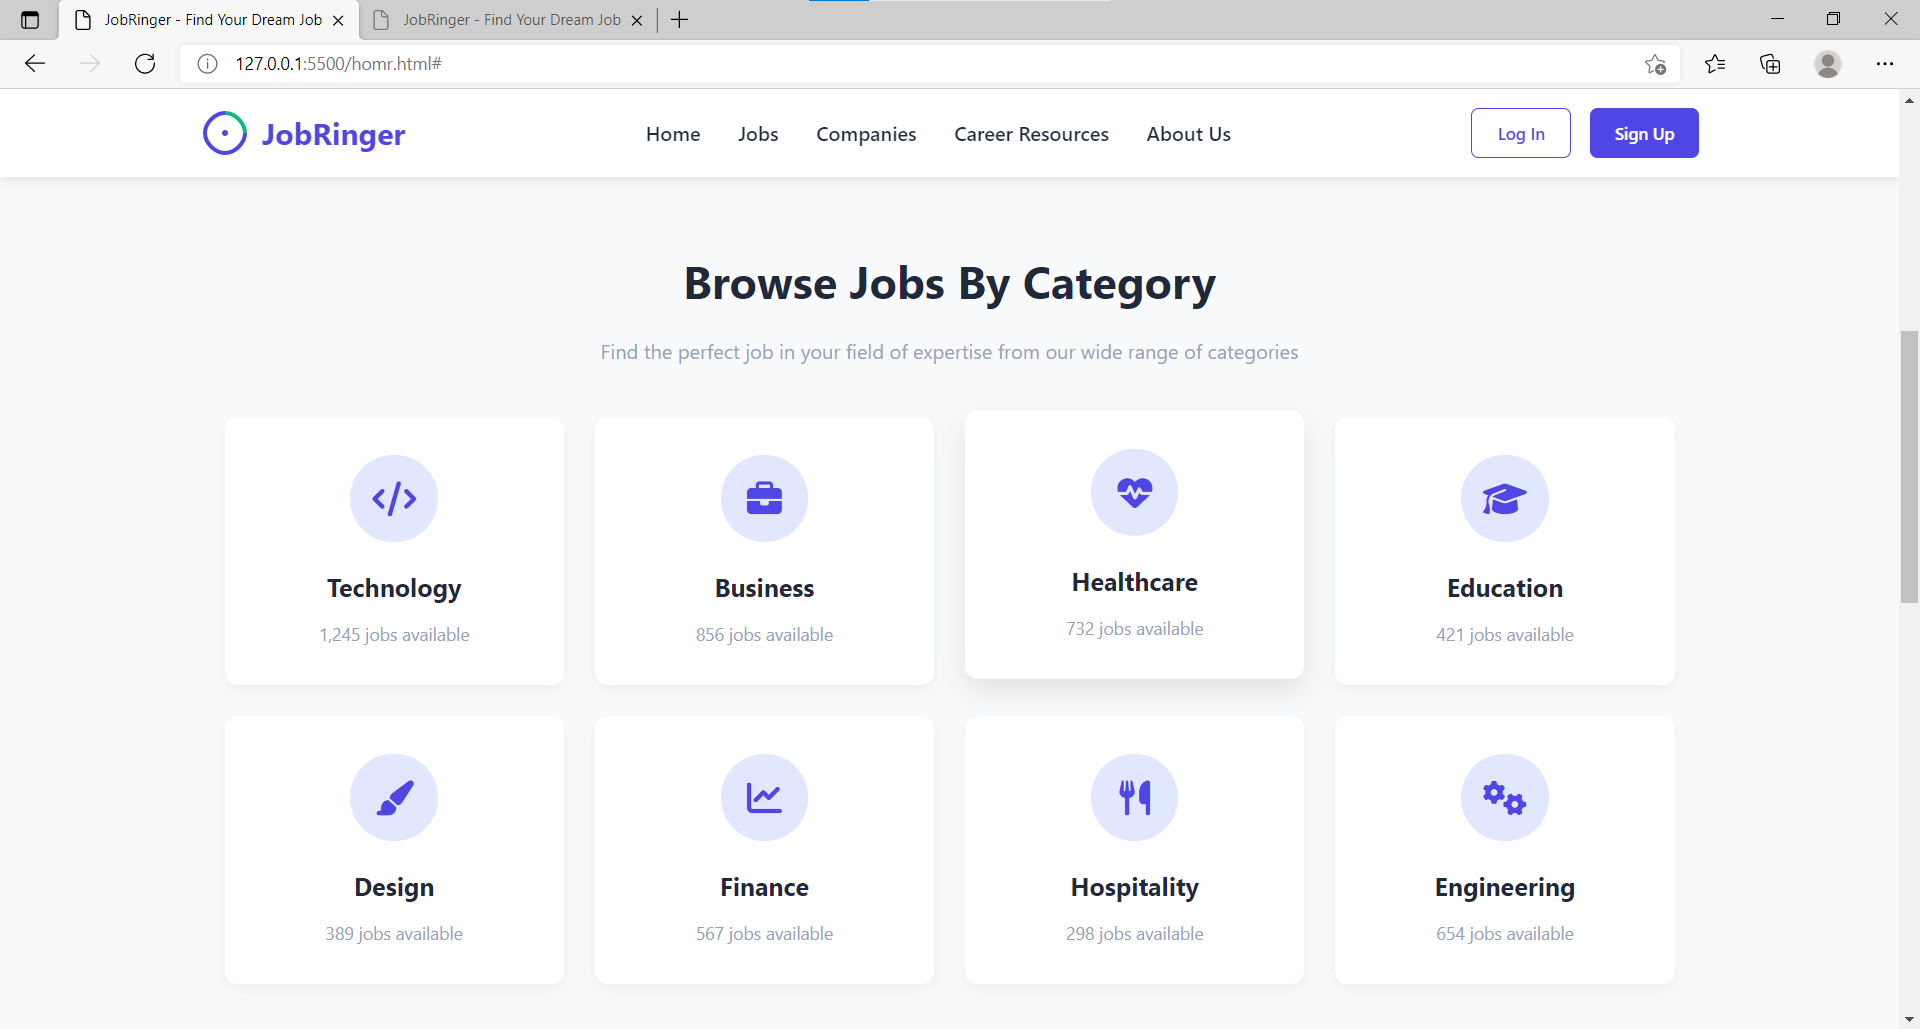 JobRinger - Find Your Dream Job
JobRinger - Find Your Dream Job
127.0.0.1:5500/homr.html#
JobRinger
Home Jobs Companies Career Resources About Us
Log In
Sign Up
Browse Jobs By Category
Find the perfect job in your field of expertise from our wide range of categories
Technology
1,245 jobs available
Business
856 jobs available
Healthcare
732 jobs available
Education
421 jobs available
Design
389 jobs available
Finance
567 jobs available
Hospitality
298 jobs available
Engineering
654 jobs available